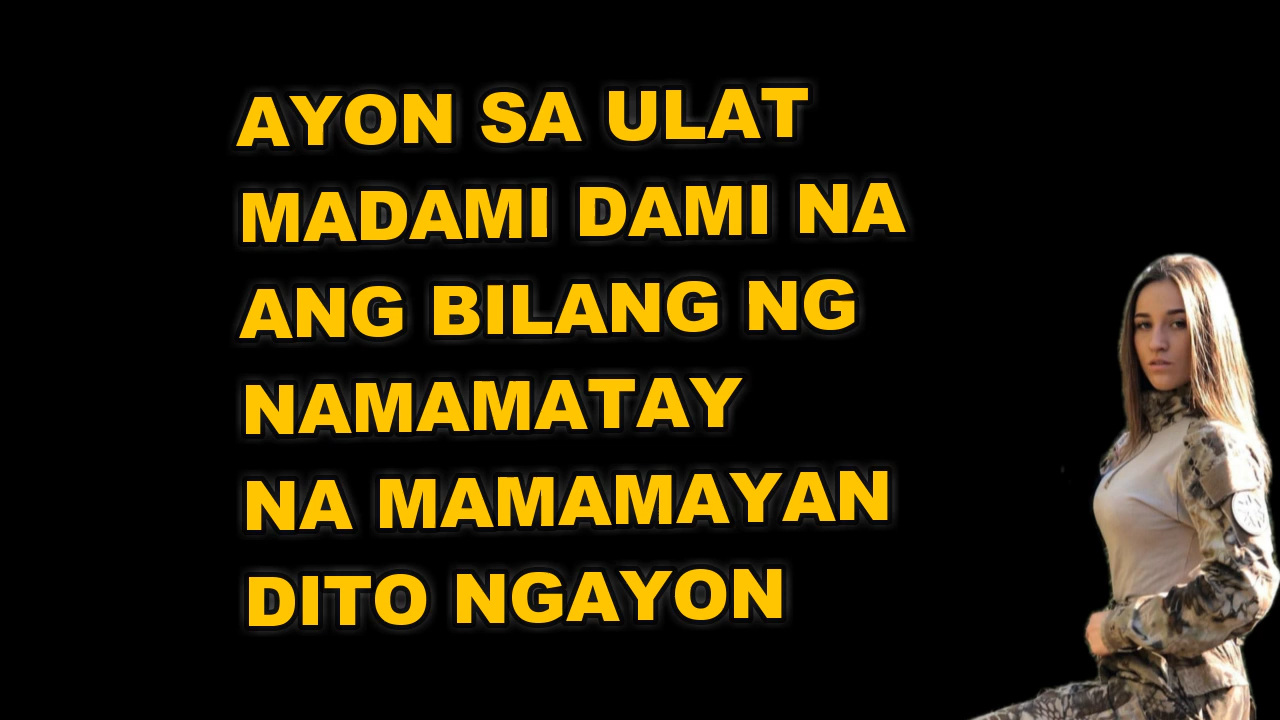 AYON SA ULAT
MADAMI DAMI NA
ANG BILANG NG
NAMAMATAY
NA MAMAMAYAN
DITO NGAYON